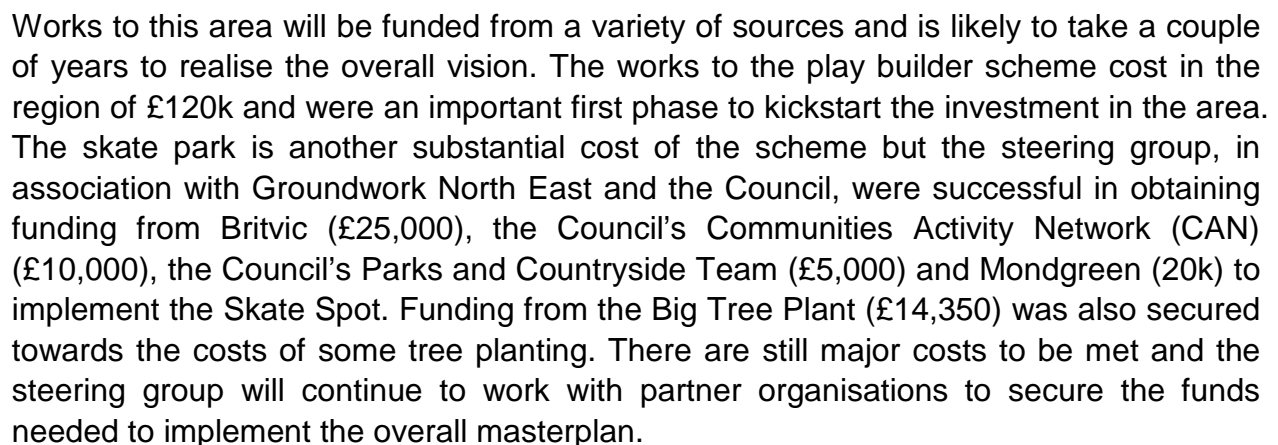 Works to this area will be funded from a variety of sources and is likely to take a couple
of years to realise the overall vision. The works to the play builder scheme cost in the
region of £120k and were an important first phase to kickstart the investment in the area.
The skate park is another substantial cost of the scheme but the steering group, in
association with Groundwork North East and the Council, were successful in obtaining
funding from Britvic (£25,000), the Council’s Communities Activity Network (CAN)
(£10,000), the Council’s Parks and Countryside Team (£5,000) and Mondgreen (20k) to
implement the Skate Spot. Funding from the Big Tree Plant (£14,350) was also secured
towards the costs of some tree planting. There are still major costs to be met and the
steering group will continue to work with partner organisations to secure the funds
needed to implement the overall masterplan.